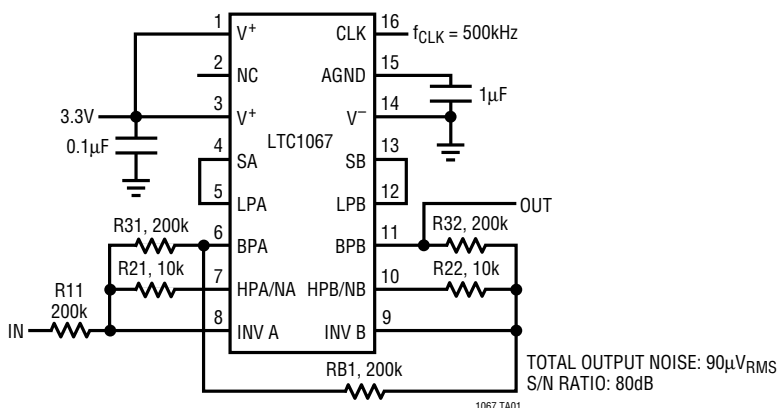 1
V+
CLK
16
fCLK = 500kHz
2
NC
AGND
15
1µF
3.3V
3
V+
V−
14
0.1µF
LTC1067
4
SA
SB
13
5
LPA
LPB
12
OUT
R31, 200k
6
BPA
BPB
11
R32, 200k
R21, 10k
7
HPA/NA
HPB/NB
10
R22, 10k
R11
200k
IN
8
INV A
INV B
9
RB1, 200k
TOTAL OUTPUT NOISE: 90µVRMS
S/N RATIO: 80dB
1067 TA01